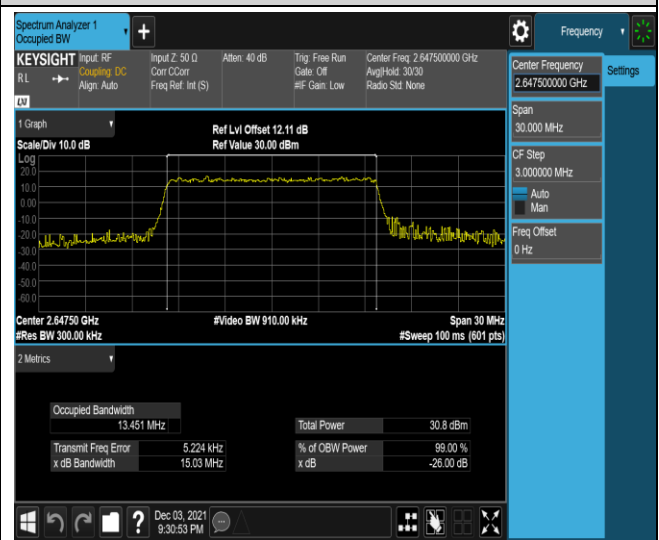 Spectrum Analyzer 1
Occupied BW
Frequency
KEYSIGHT
RL
LXI
Input: RF
Coupling: DC
Align: Auto
Input Z: 50 Ω
Corr CCorr
Freq Ref: Int (S)
Atten: 40 dB
Trig: Free Run
Gate: Off
#IF Gain: Low
Center Freq: 2.647500000 GHz
Avg|Hold: 30/30
Radio Std: None
Center Frequency
2.647500000 GHz
Settings
Span
30.000 MHz
CF Step
3.000000 MHz
Auto
Man
Freq Offset
0 Hz
1 Graph
Scale/Div 10.0 dB
Ref Lvl Offset 12.11 dB
Ref Value 30.00 dBm
Log
20.0
10.0
0.00
-10.0
-20.0
-30.0
-40.0
-50.0
-60.0
Center 2.64750 GHz
#Res BW 300.00 kHz
#Video BW 910.00 kHz
Span 30 MHz
#Sweep 100 ms (601 pts)
2 Metrics
Occupied Bandwidth
13.451 MHz
Total Power 30.8 dBm
Transmit Freq Error 5.224 kHz
% of OBW Power 99.00 %
x dB Bandwidth 15.03 MHz
x dB -26.00 dB
?
Dec 03, 2021
9:30:53 PM